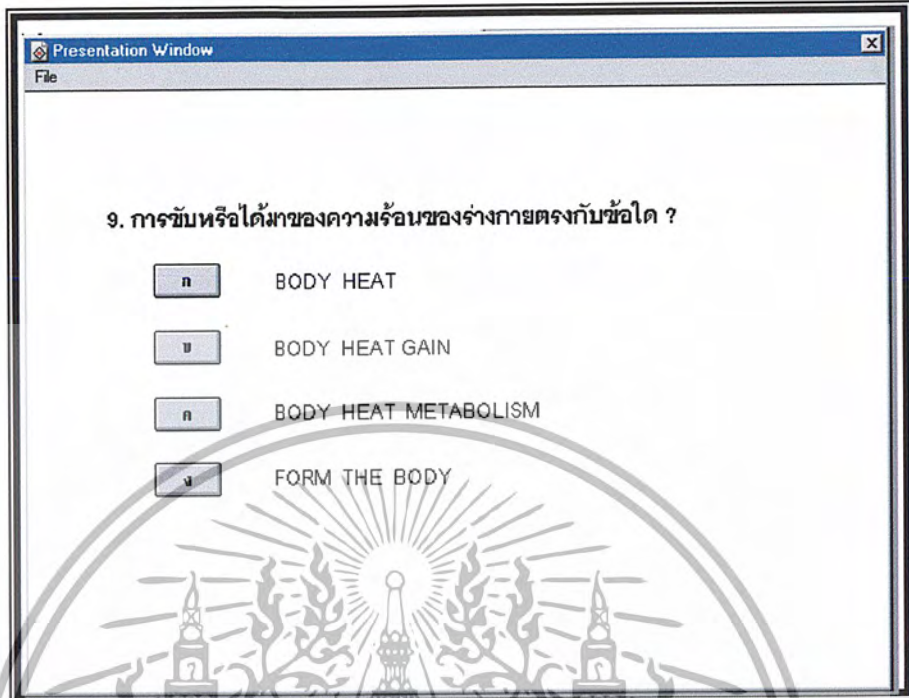 Presentation Window
File
9. การขับหรือได้มาของความร้อนของร่างกายตรงกับข้อใด ?
ก BODY HEAT
ข BODY HEAT GAIN
ค BODY HEAT METABOLISM
ง FORM THE BODY